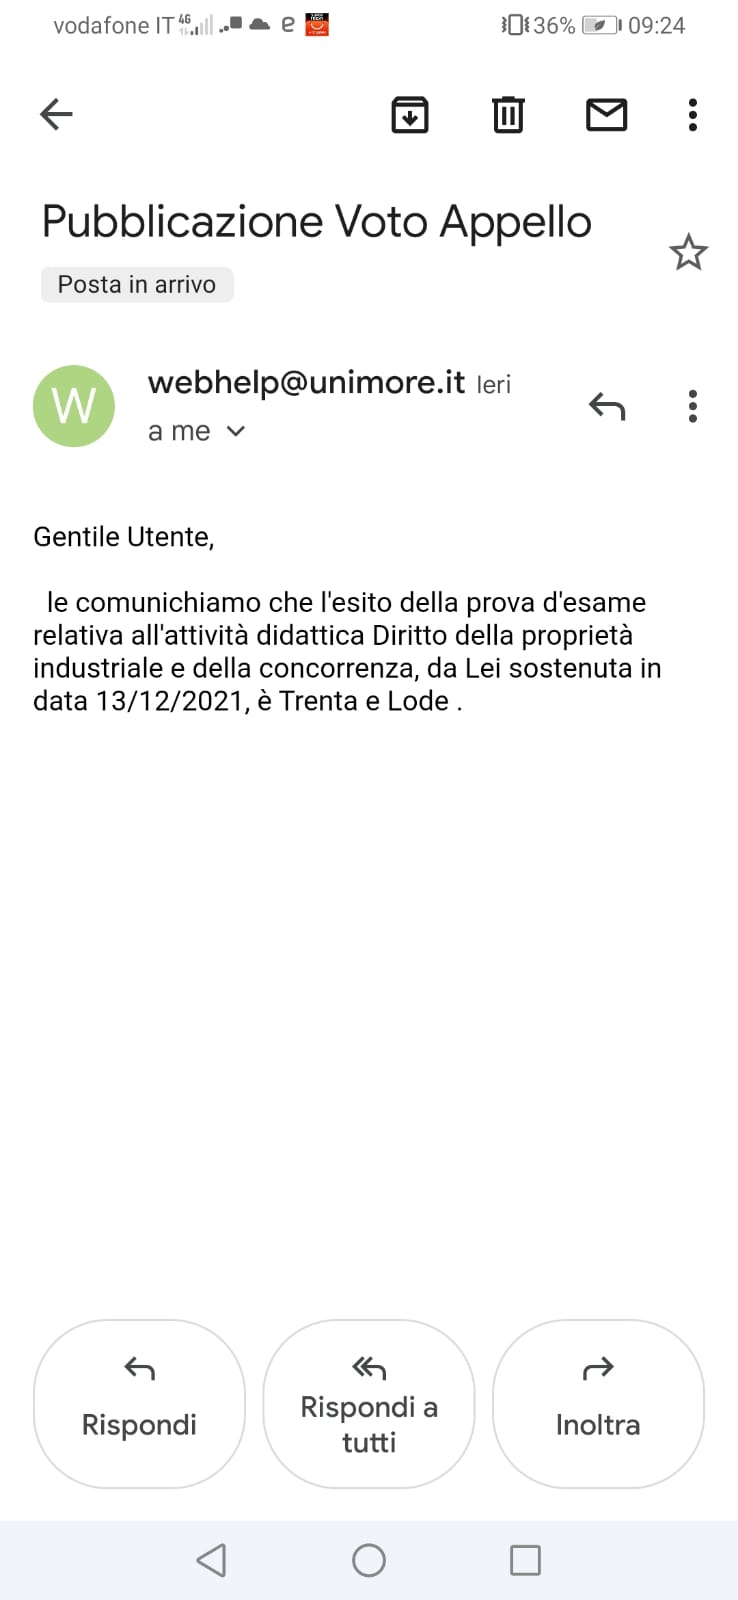 vodafone IT 4G 36% 09:24
Pubblicazione Voto Appello
Posta in arrivo
W
webhelp@unimore.it Ieri
a me
Gentile Utente,
le comunichiamo che l'esito della prova d'esame
relativa all'attività didattica Diritto della proprietà
industriale e della concorrenza, da Lei sostenuta in
data 13/12/2021, è Trenta e Lode .
Rispondi
Rispondi a
tutti
Inoltra